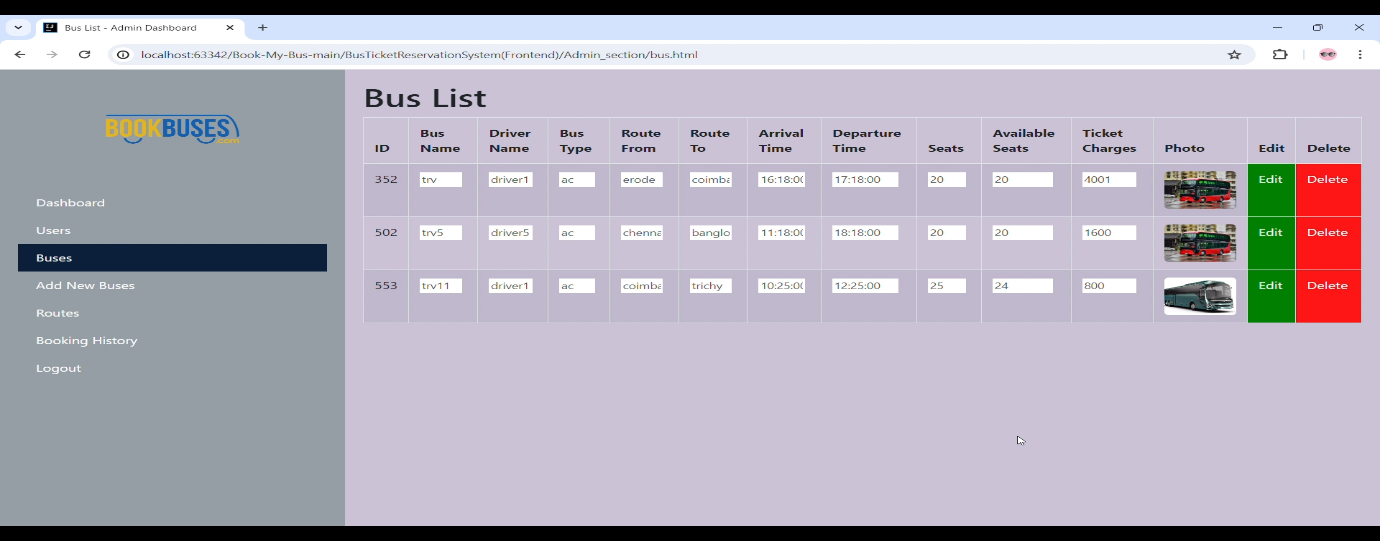 Bus List - Admin Dashboard
localhost:63342/Book-My-Bus-main/BusTicketReservationSystem(Frontend)/Admin_section/bus.html
BOOKBUSES
.com
Dashboard
Users
Buses
Add New Buses
Routes
Booking History
Logout
Bus List
ID Bus Name Driver Name Bus Type Route From Route To Arrival Time Departure Time Seats Available Seats Ticket Charges Photo Edit Delete
352 trv driver1 ac erode coimba 16:18:0( 17:18:00 20 20 4001 Edit Delete
502 trv5 driver5 ac chenna banglo 11:18:0( 18:18:00 20 20 1600 Edit Delete
553 trv11 driver1 ac coimba trichy 10:25:0( 12:25:00 25 24 800 Edit Delete